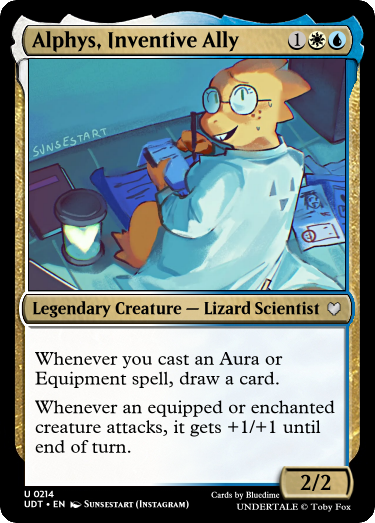 Alphys, Inventive Ally 1
SUNSESTART
Legendary Creature — Lizard Scientist
Whenever you cast an Aura or
Equipment spell, draw a card.
Whenever an equipped or enchanted
creature attacks, it gets +1/+1 until
end of turn.
2/2
U 0214
UDT • EN Sunsestart (Instagram)
Cards by Bluedime
UNDERTALE © Toby Fox